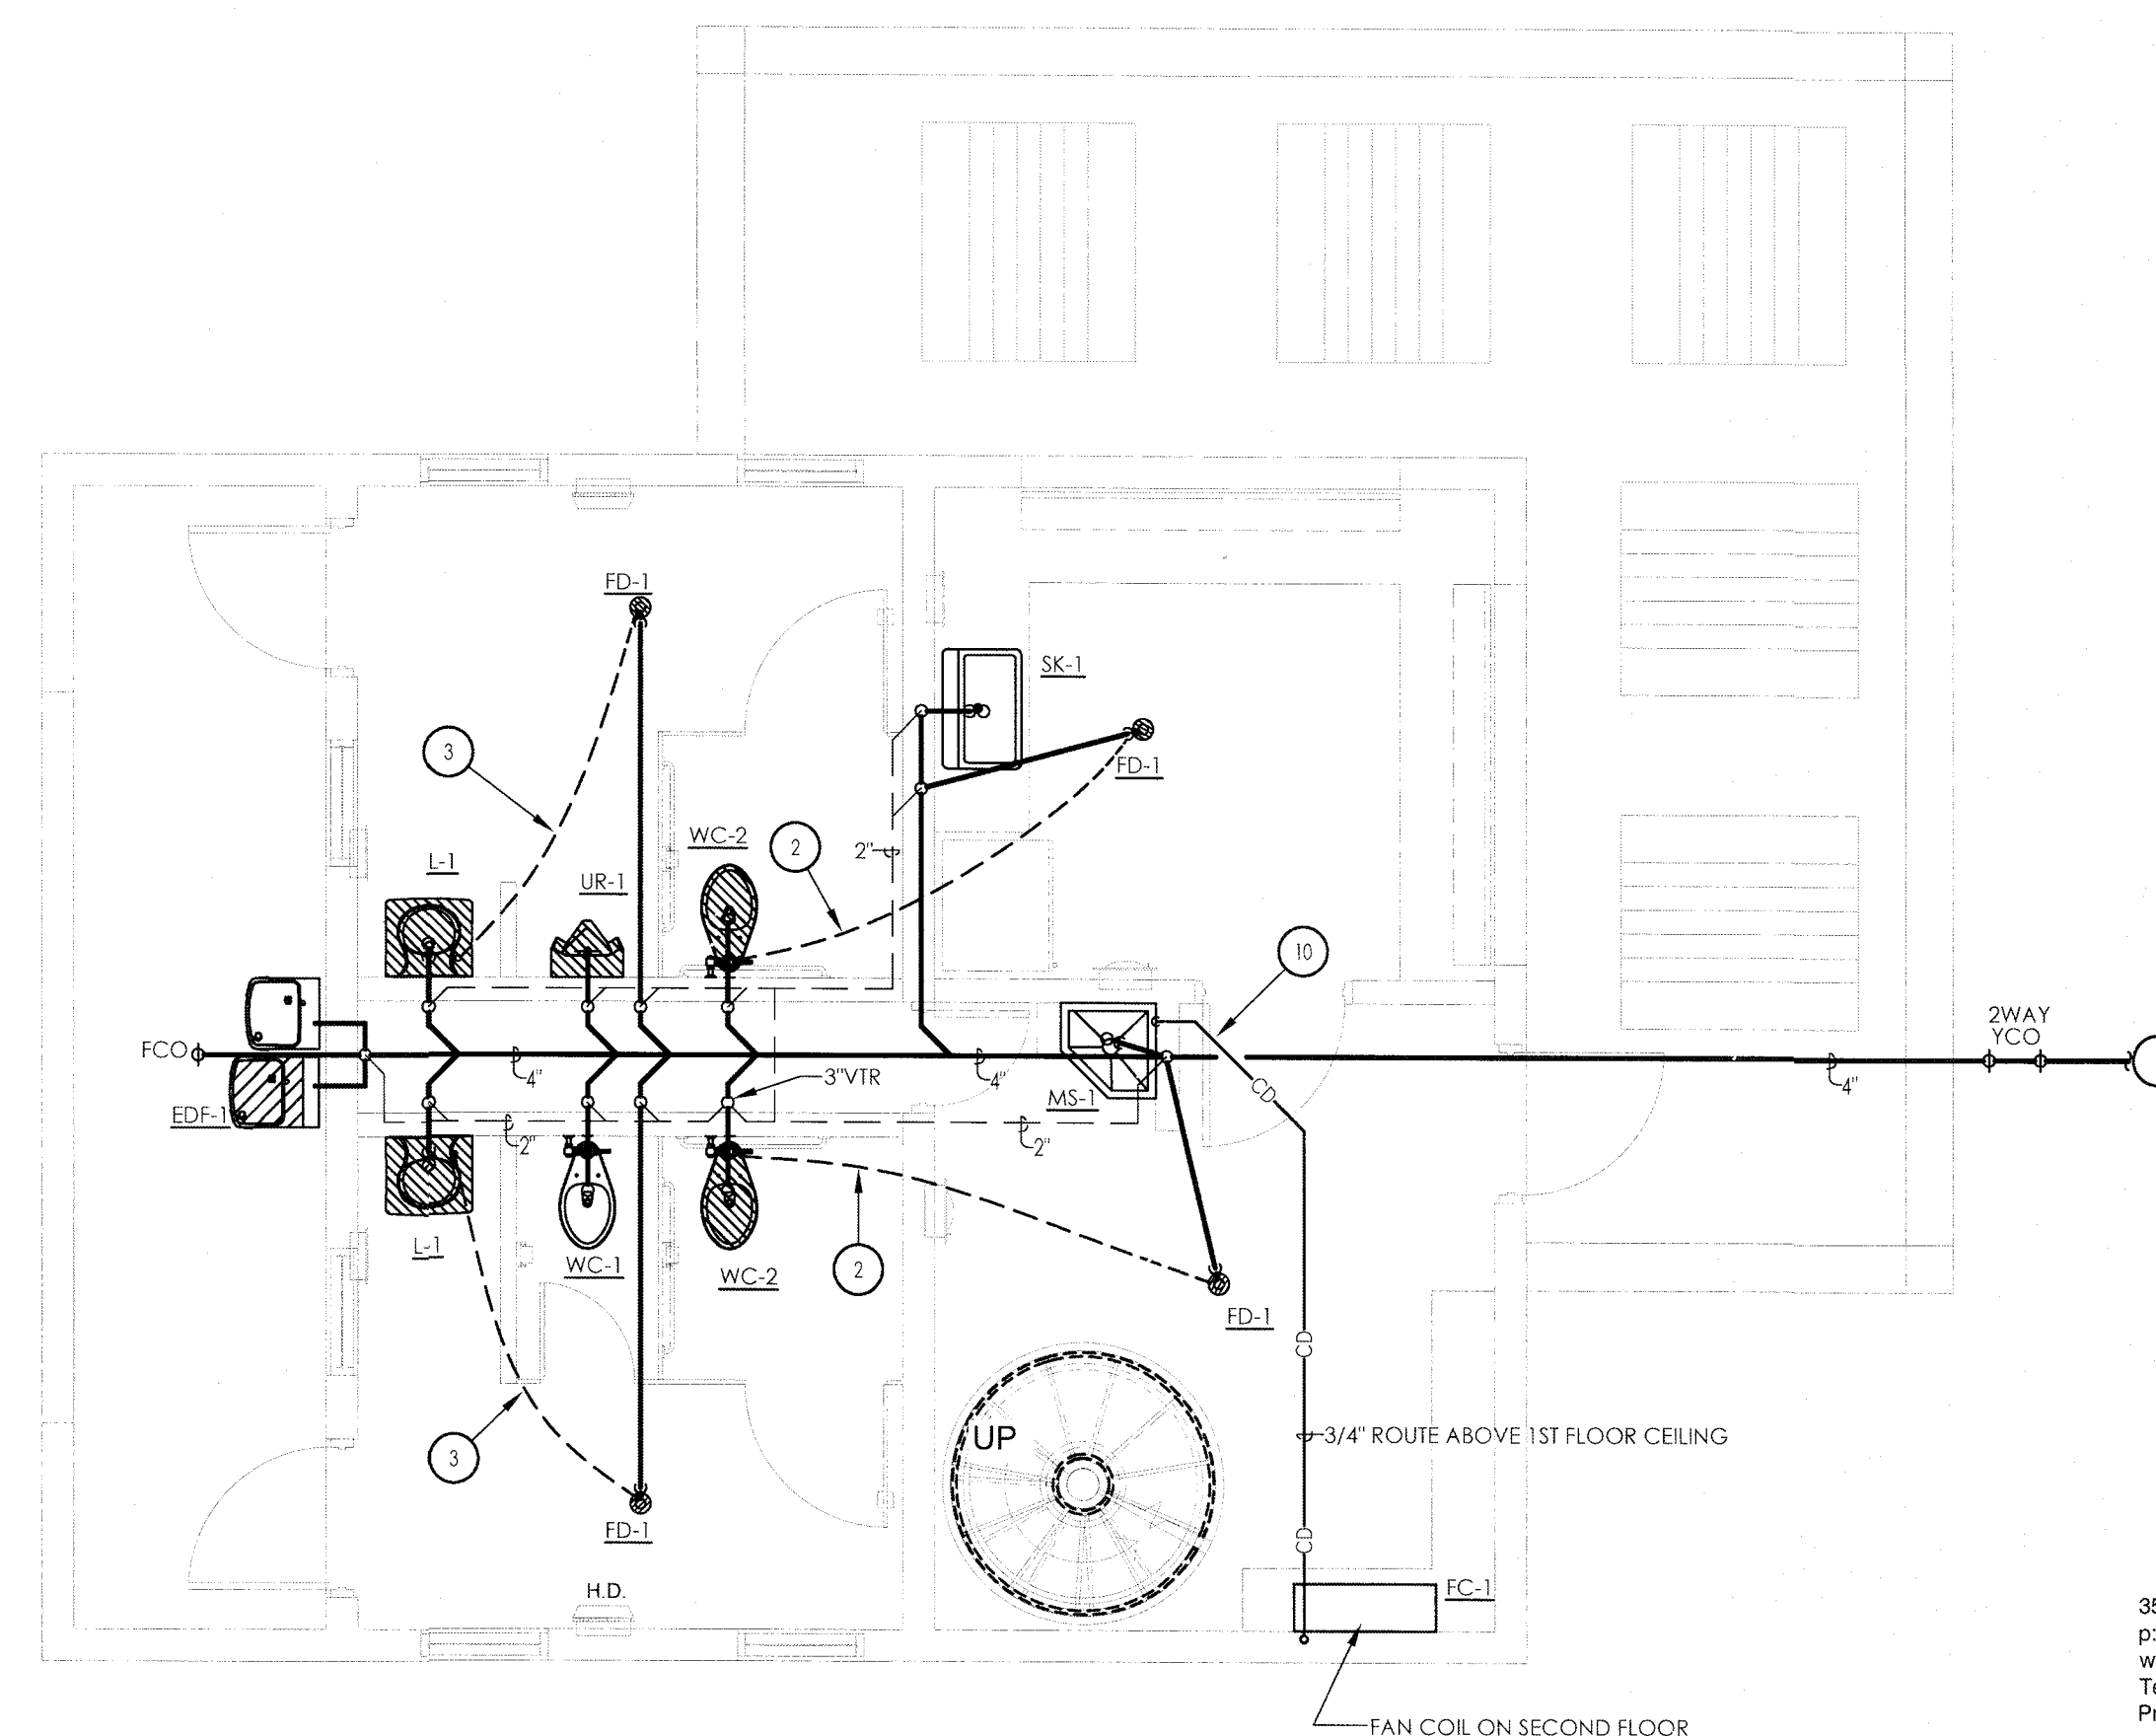 FD-1
SK-1
3
FD-1
WC-2
2
2"
L-1
UR-1
10
2WAY
YCO
FCO
4"
3"VTR
4"
4"
CD
EDF-1
MS-1
2"
2"
L-1
WC-1
WC-2
2
FD-1
CD
3
UP
3/4" ROUTE ABOVE 1ST FLOOR CEILING
FD-1
CD
H.D.
FC-1
35
p:
w
Te
Pr
FAN COIL ON SECOND FLOOR